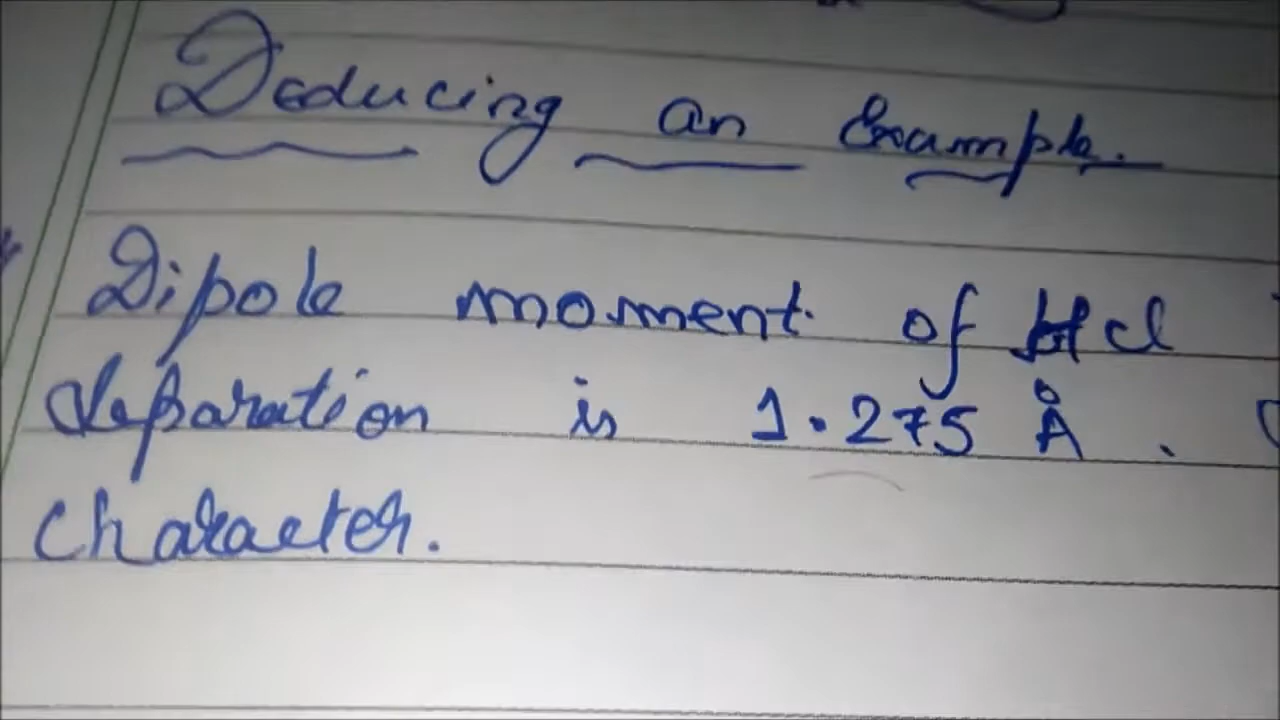 Deducing an Example.
Dipole moment of Hcl
separation is 1.275 Å.
Character.